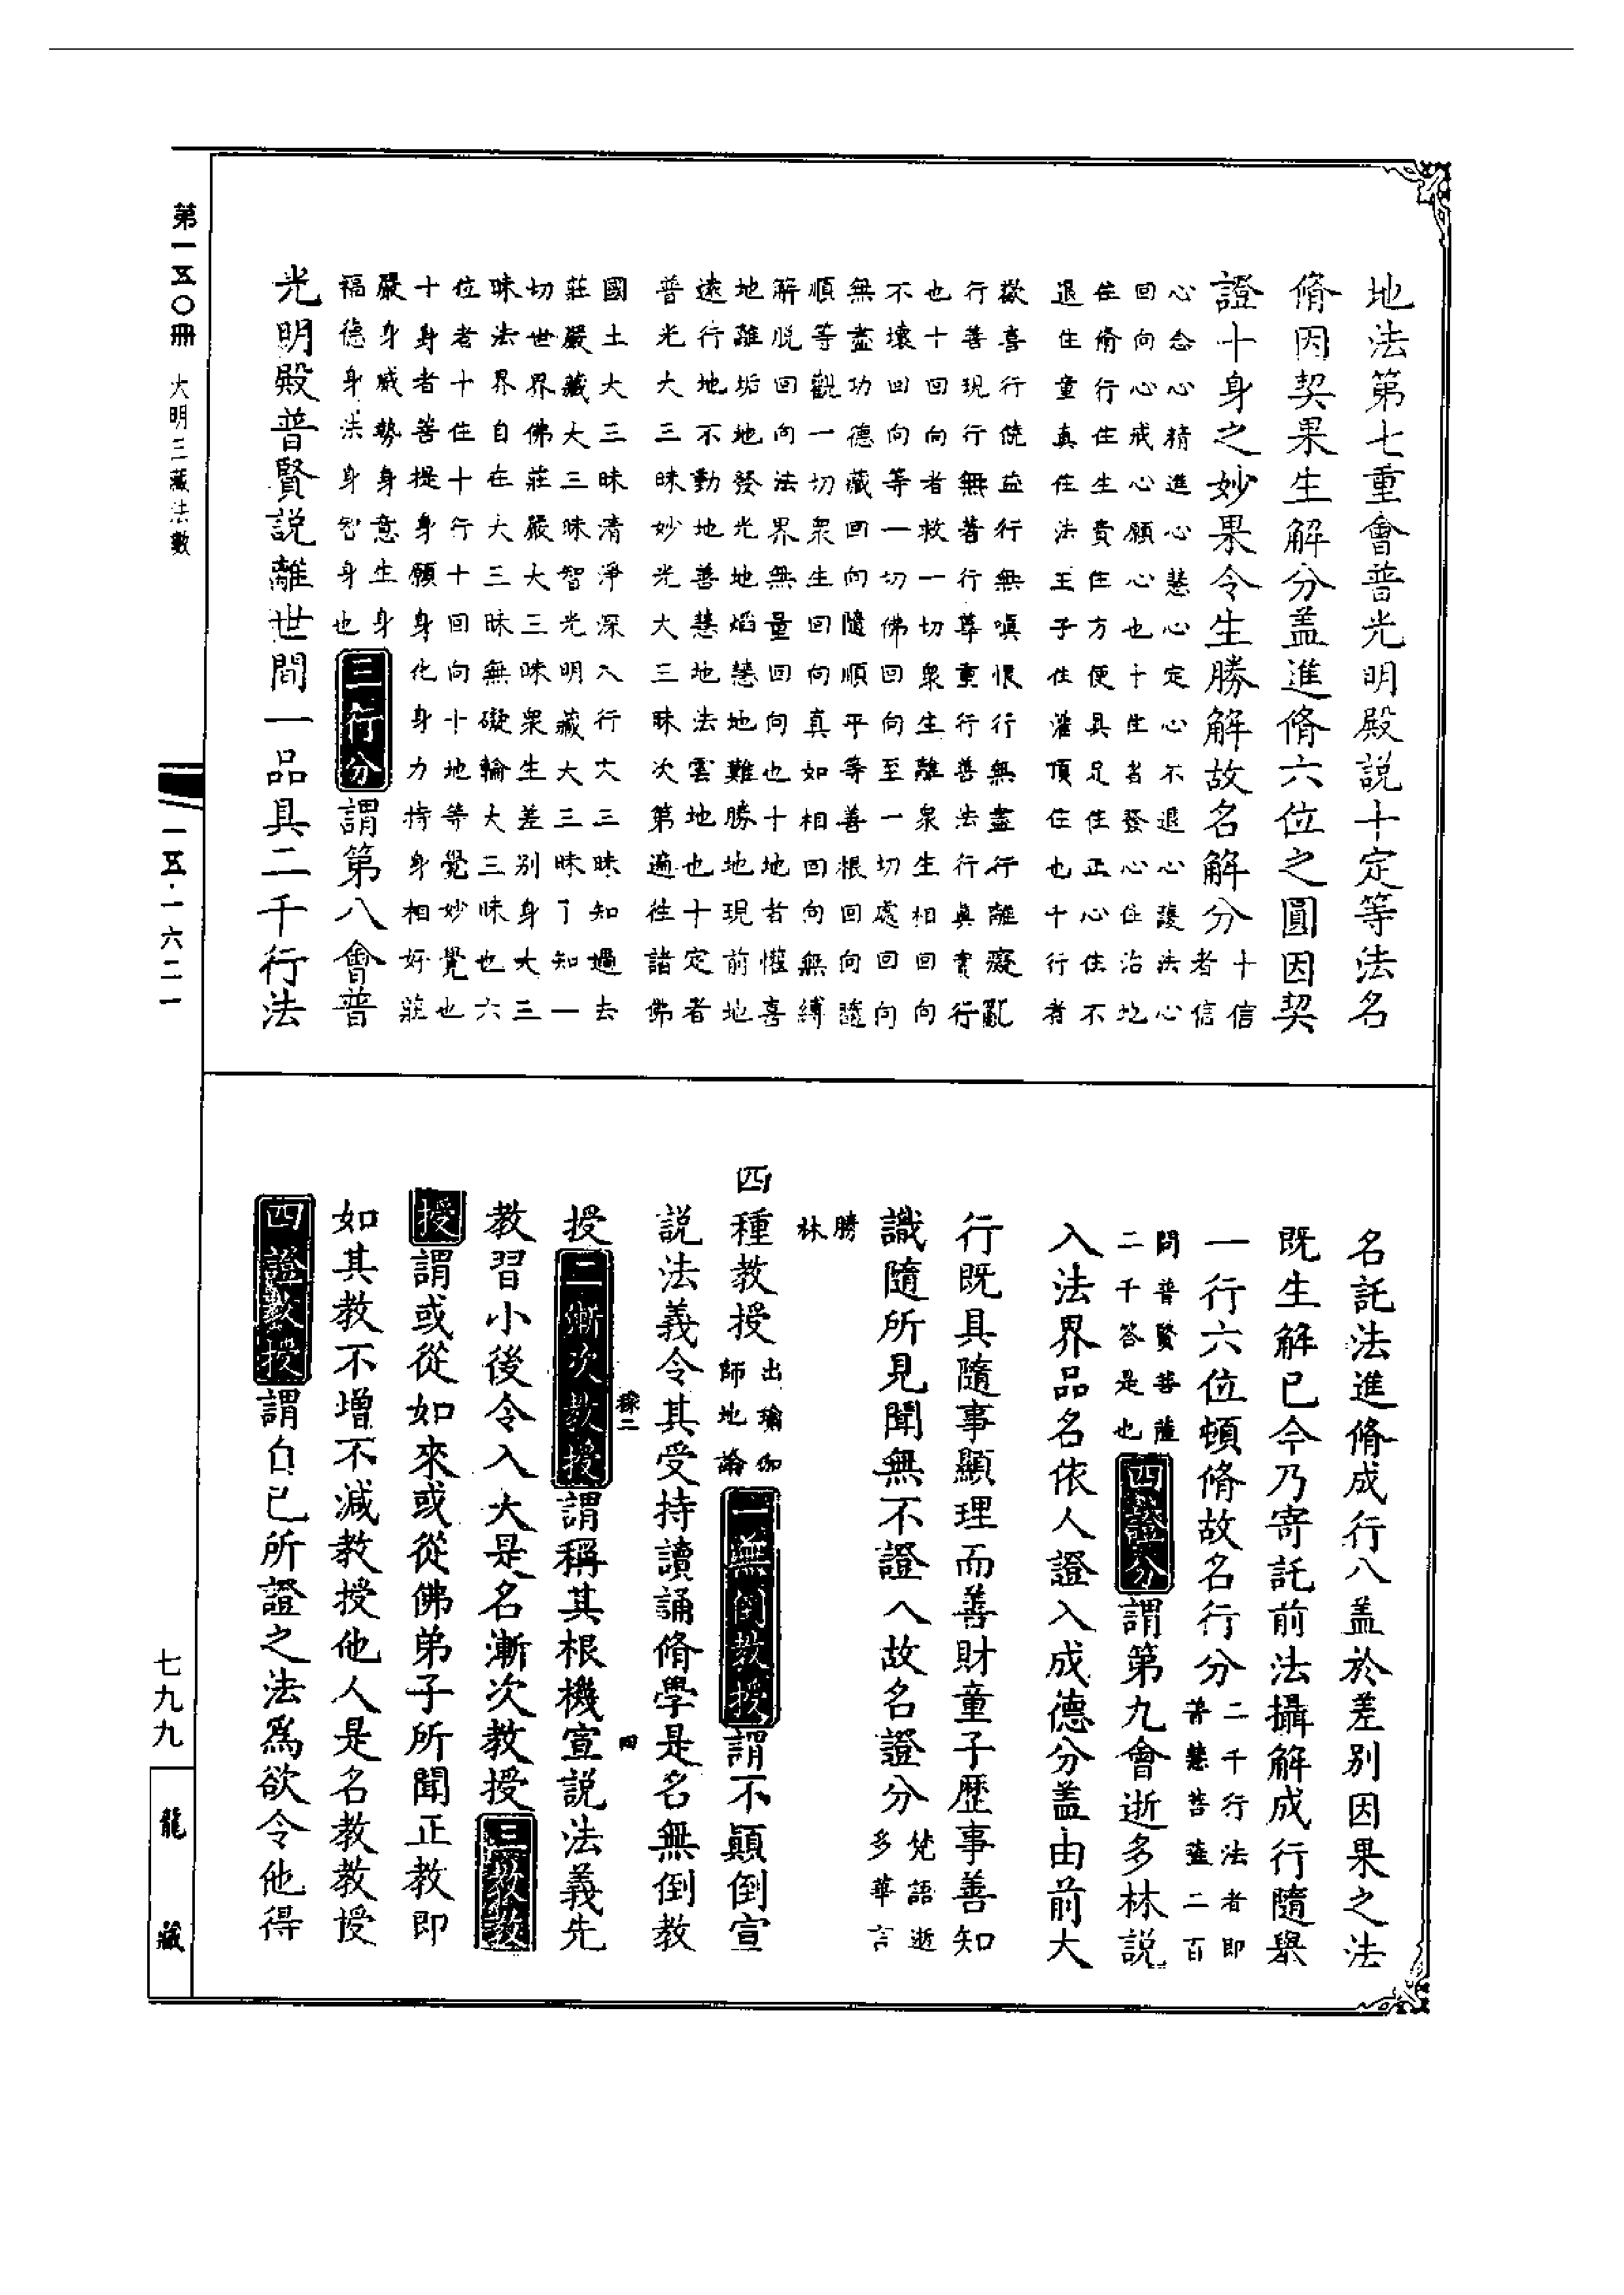 地法第七重會普光明殿說十定等法名
脩因契果生解分盖進脩六位之圓因契
證十身之妙果令生勝解故名解分
十信
者信
心念心精進心慧心定心不退心護法心
回向心戒心願心也十住者發心住治地
住脩行住生貴住方便具足住正心住不
退住童真住法王子住灌頂住也十行者
歡喜行饒益行無嗔恨行無盡行離癡亂
行善現行無著行尊重行善法行真實行
也十回向者救一切衆生離衆生相回向
不壞回向等一切佛回向至一切處回向
無盡功德藏回向隨順平等善根回向隨
順等觀一切衆生回向真如相回向無縛
解脫回向法界無量回向也十地者懽喜
地離垢地發光地焰慧地難勝地現前地
遠行地不動地善慧地法雲地也十定者
普光大三昧妙光大三昧次第遍往諸佛
國土大三昧清淨深入行大三昧知過去
莊嚴藏大三昧智光明藏大三昧了知一
切世界佛莊嚴大三昧衆生差別身大三
昧法界自在大三昧無礙輪大三昧也六
位者十住十行十回向十地等覺妙覺也
十身者菩提身願身化身力持身相好莊
嚴身威勢身意生身
福德身法身智身也
三行分謂第八會普
光明殿普賢說離世間一品具二千行法
名託法進脩成行八盖於差別因果之法
既生解已今乃寄託前法攝解成行隨舉
一行六位頓脩故名行分
二千行法者即
普慧菩薩二百
問普賢菩薩
二千答是也
四證分謂第九會逝多林說
入法界品名依人證入成德分盖由前大
行既具隨事顯理而善財童子歷事善知
識隨所見聞無不證入故名證分
梵語逝
多華言
勝
林
四種教授
出瑜伽
師地論
一無倒教授謂不顛倒宣
說法義令其受持讀誦脩學是名無倒教
授二漸次教授謂稱其根機宣說法義先
教習小後令入大是名漸次教授三教教
授謂或從如來或從佛弟子所聞正教即
如其教不增不減教授他人是名教教授
四證教授謂自己所證之法爲欲令他得
第一五〇冊 大明三藏法數
一五·一六二一
七九九
龍藏